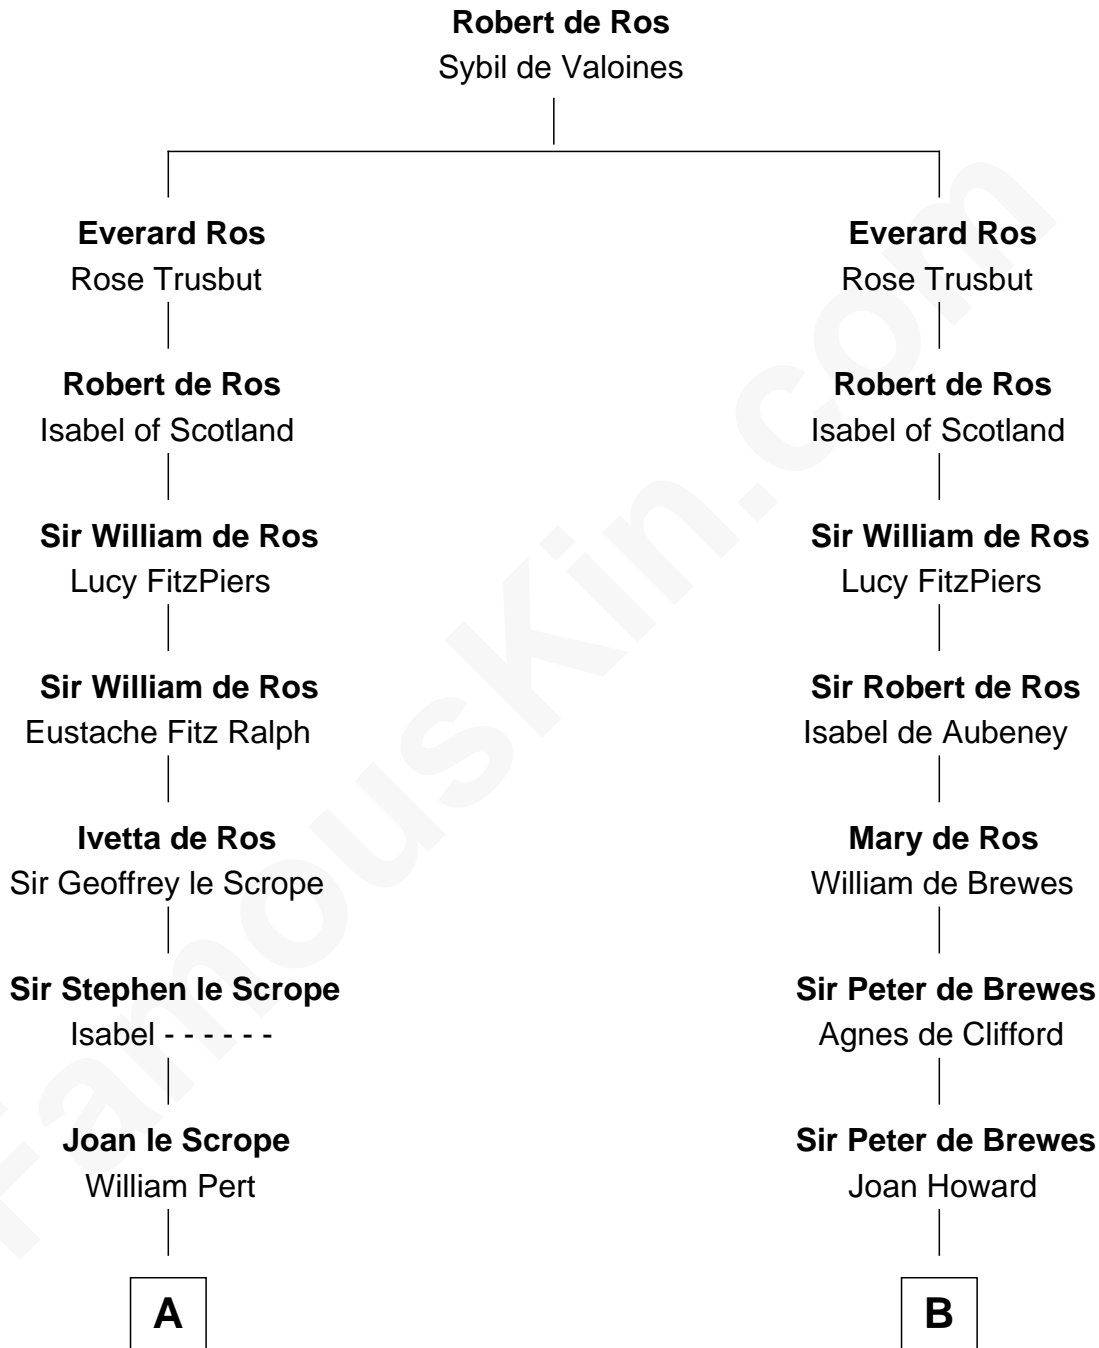 Robert de Ros
Sybil de Valoines
Everard Ros
Rose Trusbut
Everard Ros
Rose Trusbut
Robert de Ros
Isabel of Scotland
Robert de Ros
Isabel of Scotland
Sir William de Ros
Lucy FitzPiers
Sir William de Ros
Lucy FitzPiers
Sir William de Ros
Eustache Fitz Ralph
Sir Robert de Ros
Isabel de Aubeney
Ivetta de Ros
Sir Geoffrey le Scrope
Mary de Ros
William de Brewes
Sir Stephen le Scrope
Isabel - - - - - -
Sir Peter de Brewes
Agnes de Clifford
Joan le Scrope
William Pert
Sir Peter de Brewes
Joan Howard
A
B
FamousKin.com